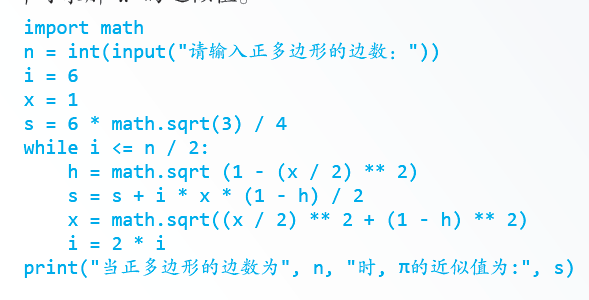 import math
n = int(input("请输入正多边形的边数："))
i = 6
x = 1
s = 6 * math.sqrt(3) / 4
while i <= n / 2:
    h = math.sqrt (1 - (x / 2) ** 2)
    s = s + i * x * (1 - h) / 2
    x = math.sqrt((x / 2) ** 2 + (1 - h) ** 2)
    i = 2 * i
print("当正多边形的边数为", n, "时, π的近似值为:", s)